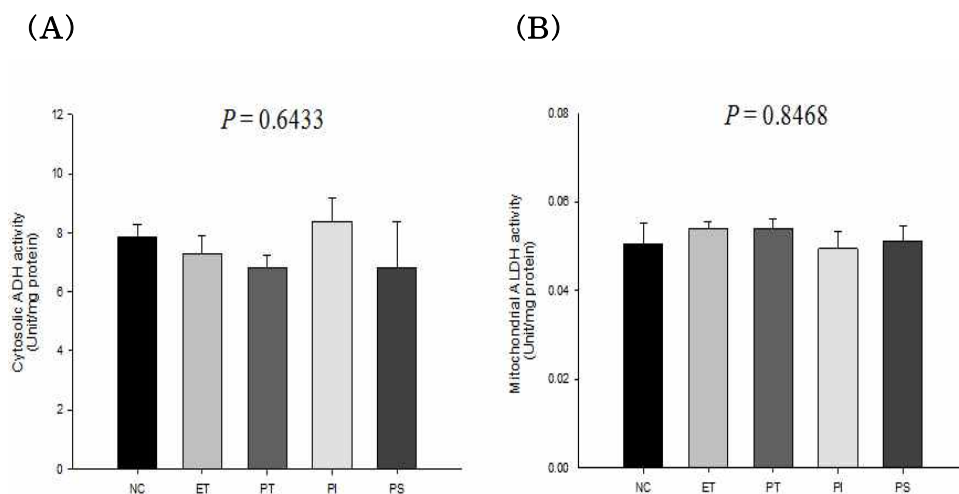 (A)
P = 0.6433
Cytosolic ADH activity
(Unit/mg protein)
12
10
8
6
4
2
0
NC ET PT PI PS
(B)
P = 0.8468
Mitochondrial ALDH activity
(Unit/mg protein)
0.08
0.06
0.04
0.02
0.00
NC ET PT PI PS